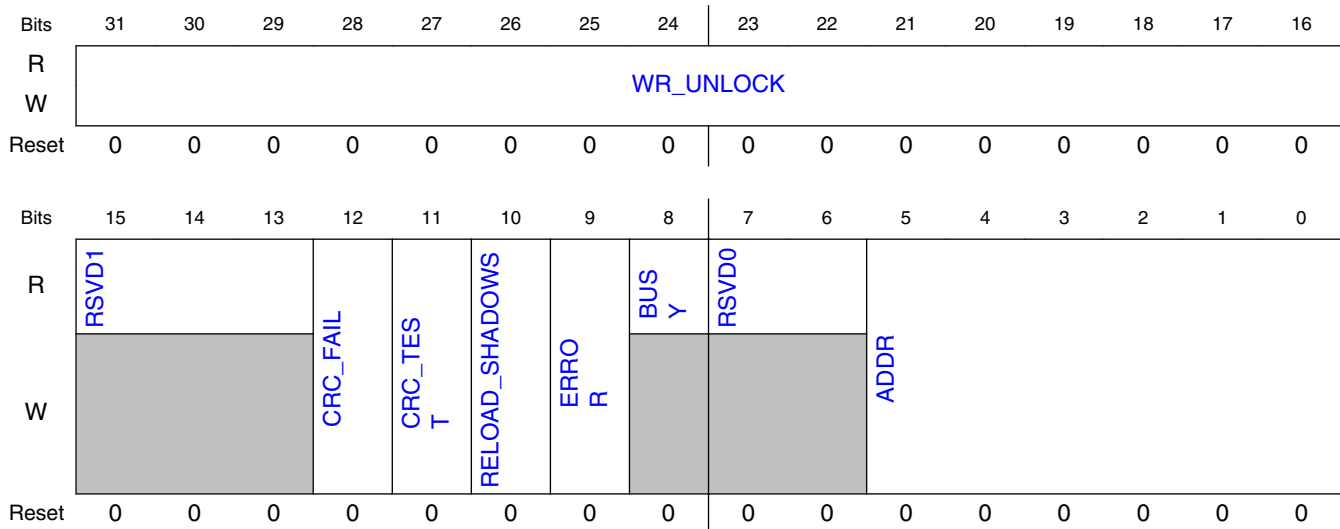 Bits 31 30 29 28 27 26 25 24 23 22 21 20 19 18 17 16
R
WR_UNLOCK
W
Reset 0 0 0 0 0 0 0 0 0 0 0 0 0 0 0 0
Bits 15 14 13 12 11 10 9 8 7 6 5 4 3 2 1 0
R
W
RSVD1
CRC_FAIL
CRC_TES
T
RELOAD_SHADOWS
ERRO
R
BUS
Y
RSVD0
ADDR
Reset 0 0 0 0 0 0 0 0 0 0 0 0 0 0 0 0